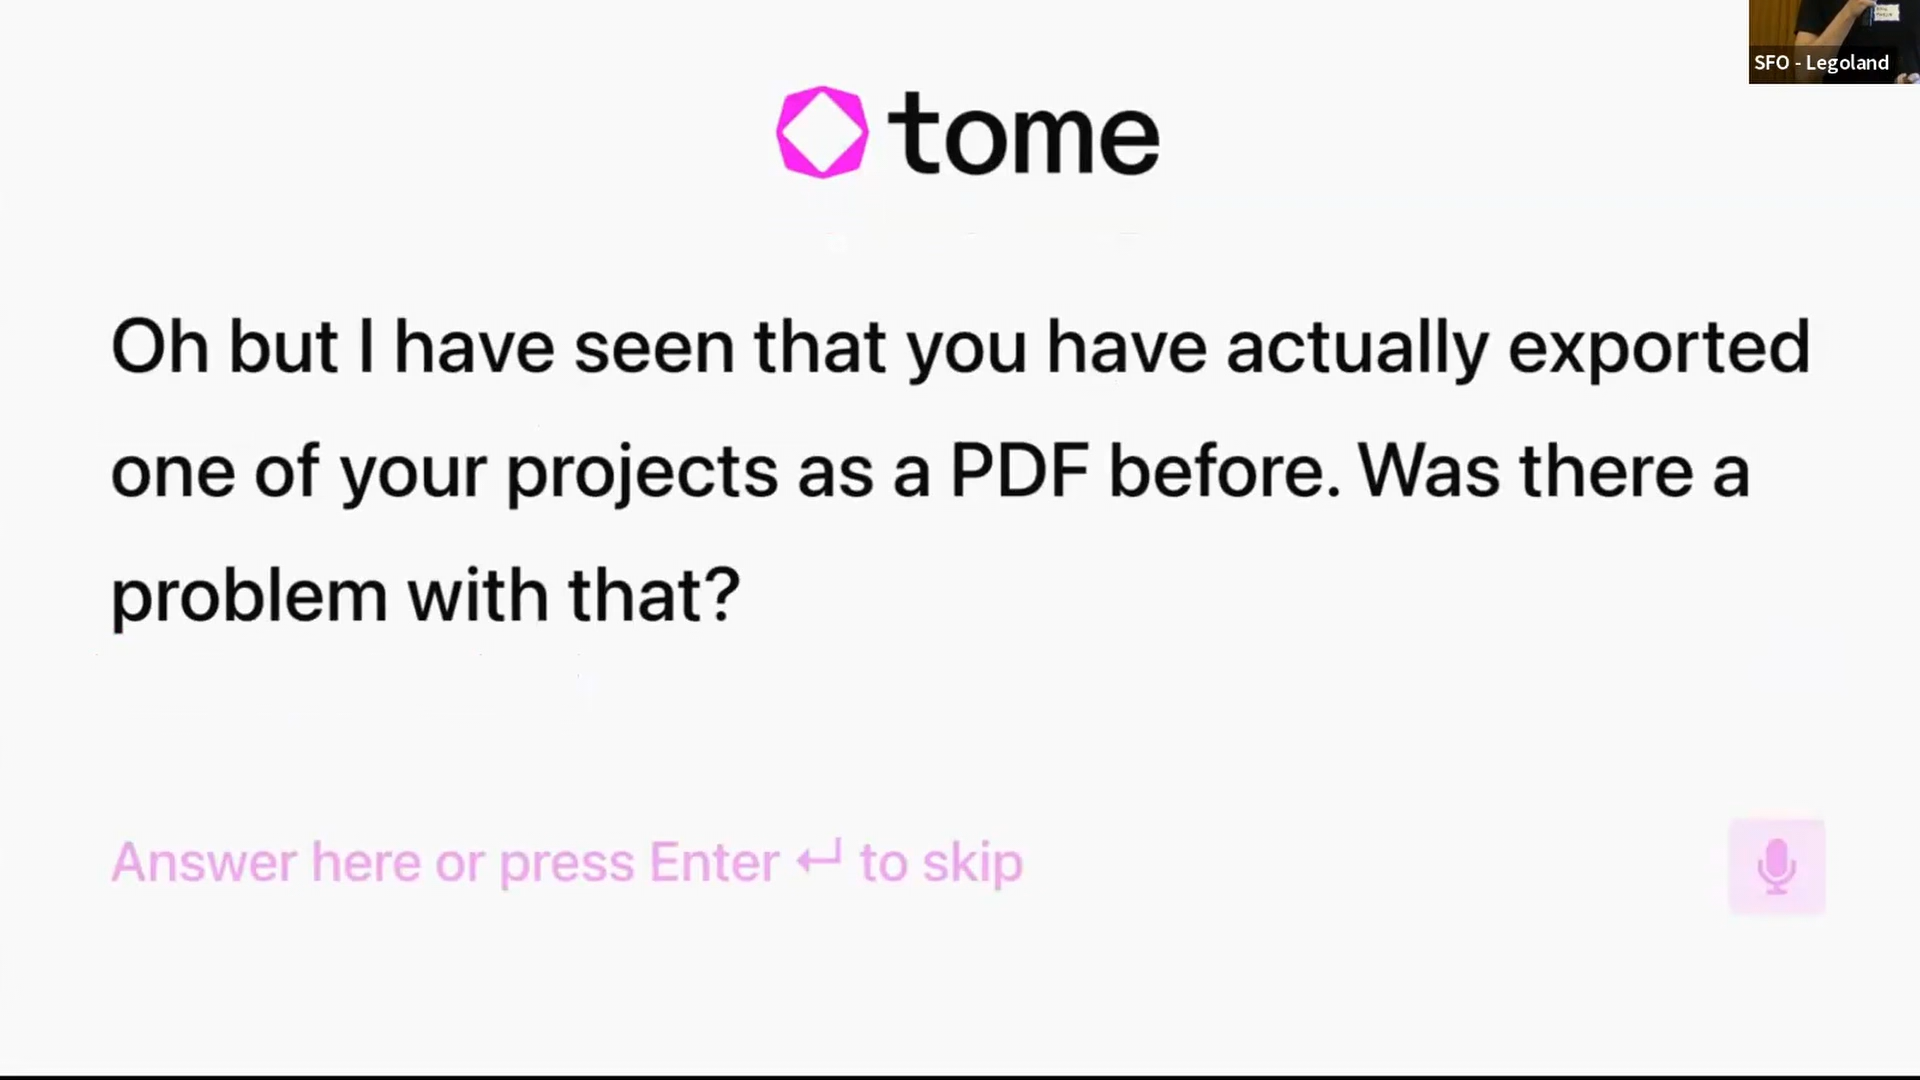 SFO - Legoland
tome
Oh but I have seen that you have actually exported
one of your projects as a PDF before. Was there a
problem with that?
Answer here or press Enter ↵ to skip